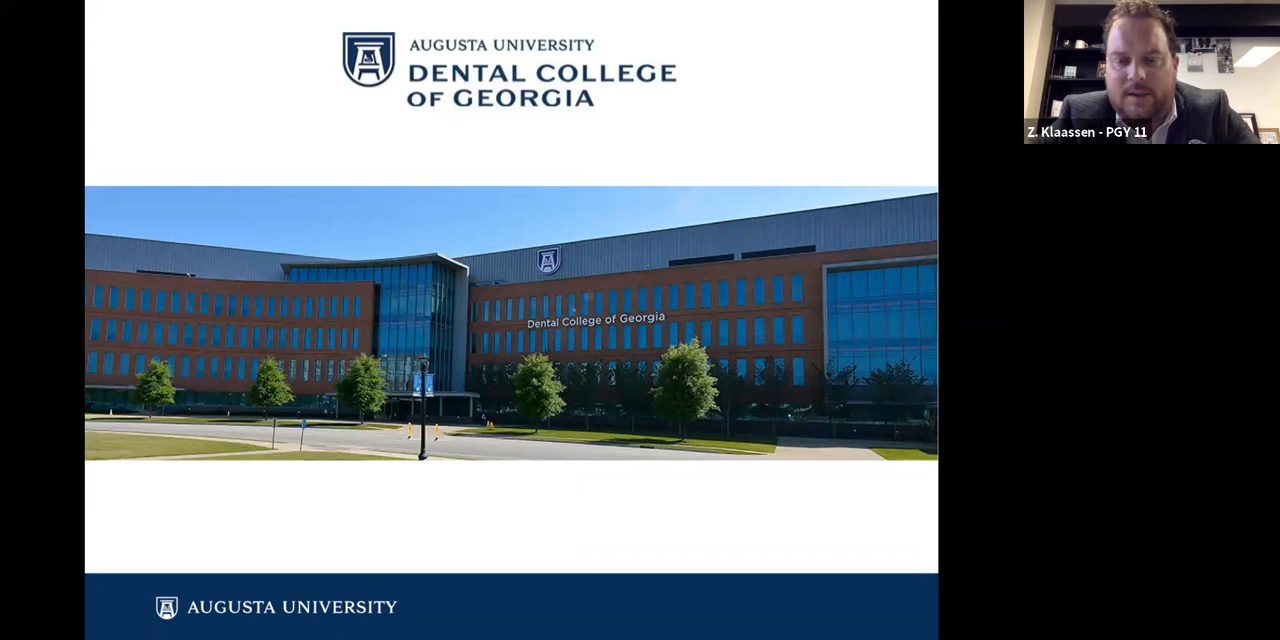 AUGUSTA UNIVERSITY
DENTAL COLLEGE
OF GEORGIA
Z. Klaassen - PGY 11
Dental College of Georgia
AUGUSTA UNIVERSITY